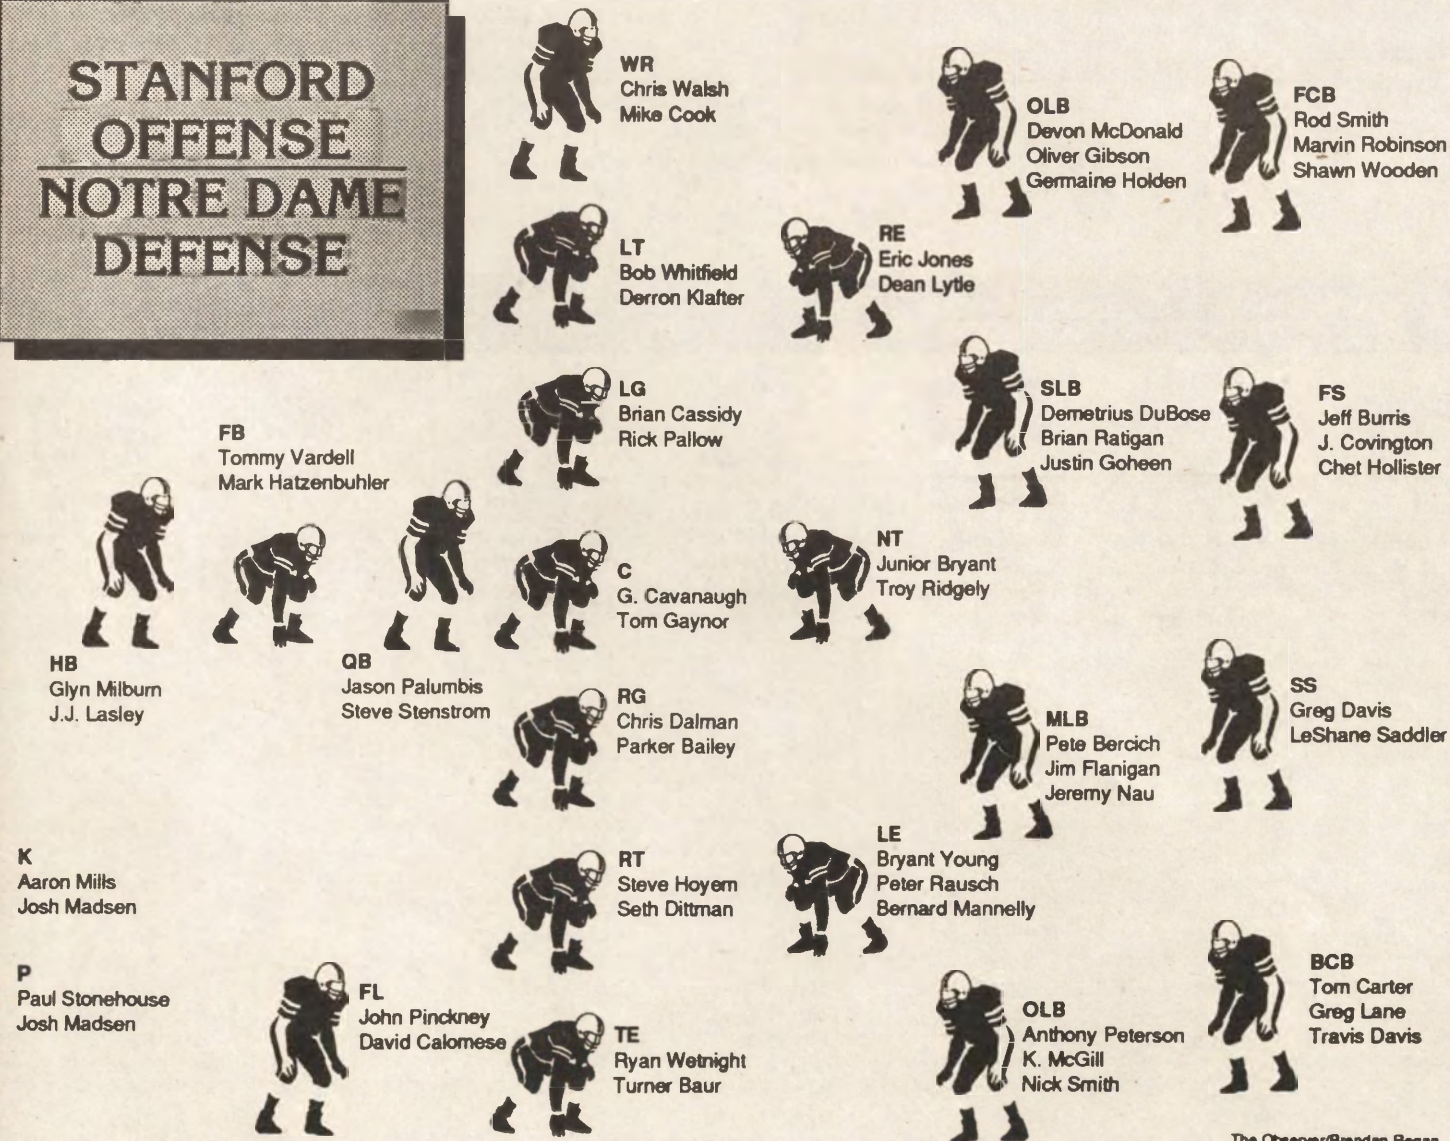 STANFORD
OFFENSE
NOTRE DAME
DEFENSE
WR
Chris Walsh
Mike Cook
OLB
Devon McDonald
Oliver Gibson
Germaine Holden
FCB
Rod Smith
Marvin Robinson
Shawn Wooden
LT
Bob Whitfield
Derron Klafter
RE
Eric Jones
Dean Lytle
LG
Brian Cassidy
Rick Pallow
SLB
Demetrius DuBose
Brian Ratigan
Justin Goheen
FS
Jeff Burris
J. Covington
Chet Hollister
FB
Tommy Vardell
Mark Hatzenbuhler
C
G. Cavanaugh
Tom Gaynor
NT
Junior Bryant
Troy Ridgely
HB
Glyn Milburn
J.J. Lasley
QB
Jason Palumbis
Steve Stenstrom
RG
Chris Dalman
Parker Bailey
MLB
Pete Bercich
Jim Flanigan
Jeremy Nau
SS
Greg Davis
LeShane Saddler
K
Aaron Mills
Josh Madsen
RT
Steve Hoyem
Seth Dittman
LE
Bryant Young
Peter Rausch
Bernard Mannelly
P
Paul Stonehouse
Josh Madsen
FL
John Pinckney
David Calomese
TE
Ryan Wetnight
Turner Baur
OLB
Anthony Peterson
K. McGill
Nick Smith
BCB
Tom Carter
Greg Lane
Travis Davis
The Observer/Brendan Regan